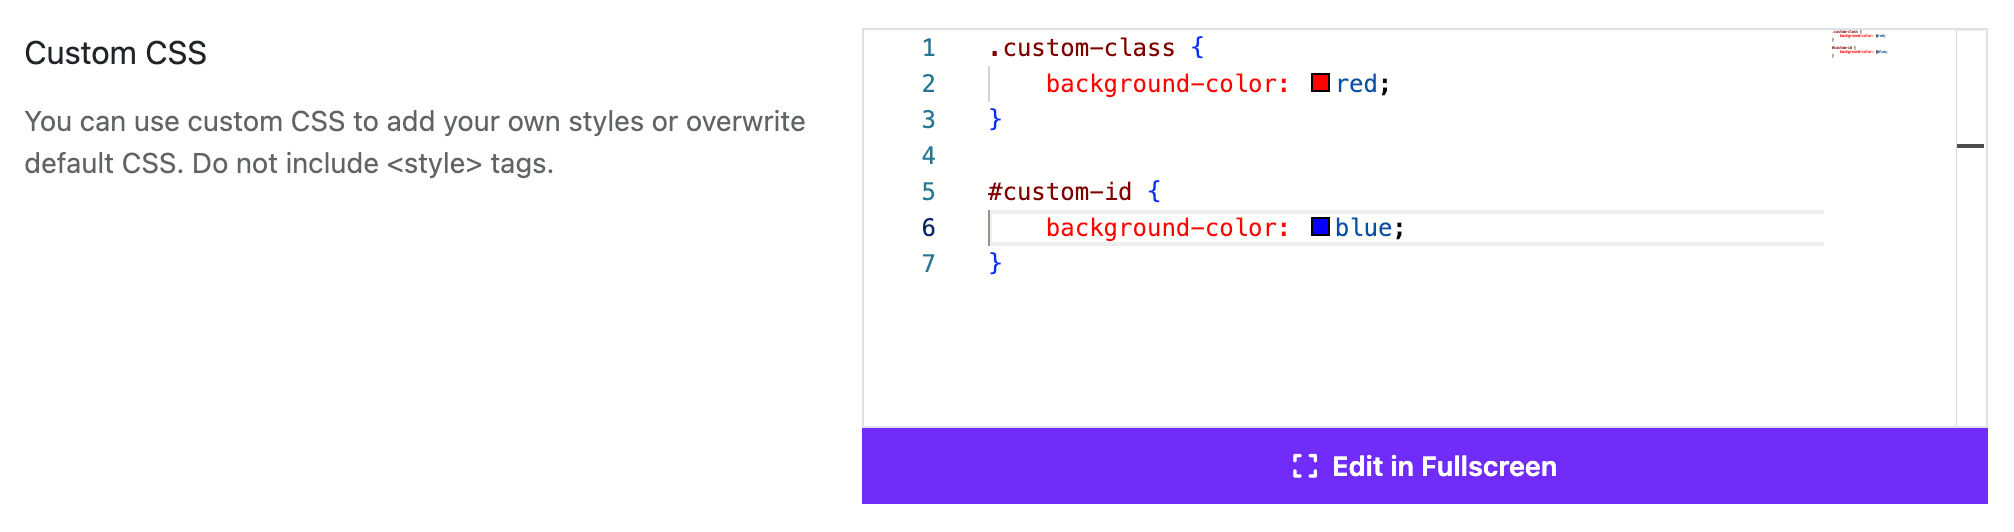 Custom CSS
You can use custom CSS to add your own styles or overwrite
default CSS. Do not include <style> tags.
1 .custom-class {
2     background-color: red;
3 }
4
5 #custom-id {
6     background-color: blue;
7 }
Edit in Fullscreen